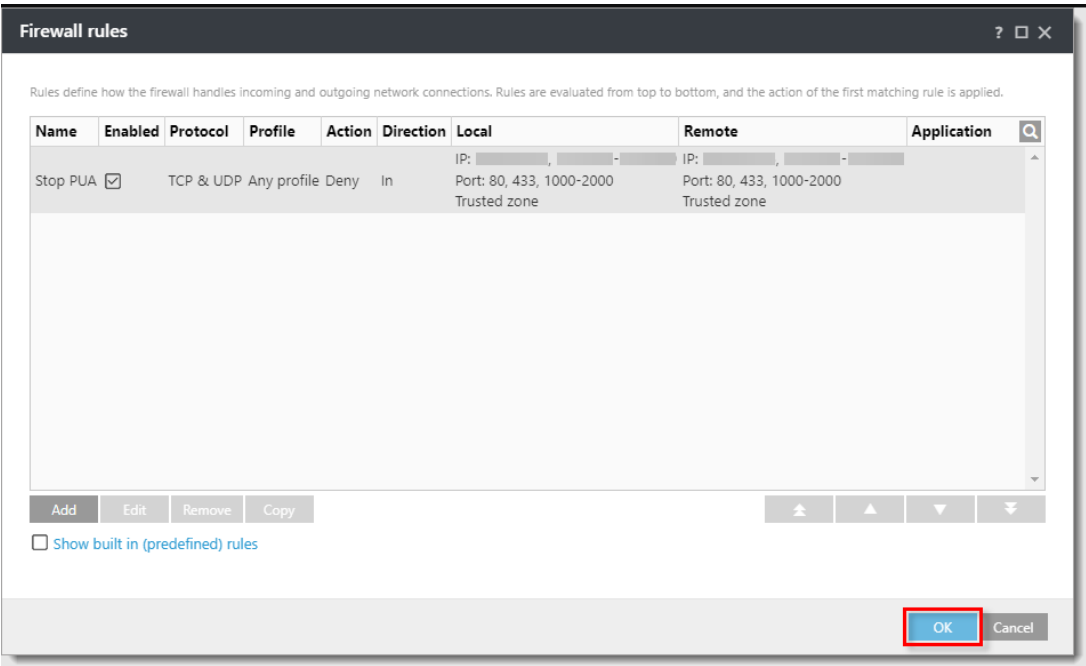 Firewall rules ?
Rules define how the firewall handles incoming and outgoing network connections. Rules are evaluated from top to bottom, and the action of the first matching rule is applied.
Name Enabled Protocol Profile Action Direction Local Remote Application
IP: , - IP: , -
Stop PUA TCP & UDP Any profile Deny In Port: 80, 433, 1000-2000 Port: 80, 433, 1000-2000
Trusted zone Trusted zone
Add Edit Remove Copy
Show built in (predefined) rules
OK Cancel